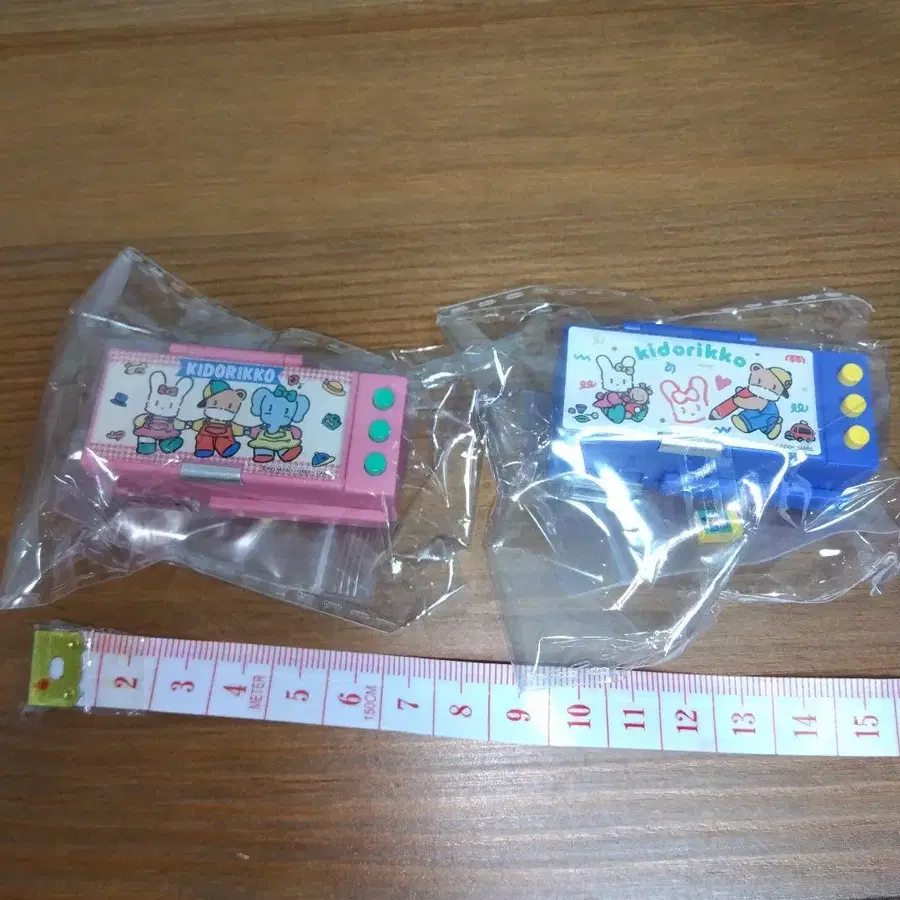 KIDORIKKO
kidorikko
2 3 4 5 6 7 8 9 10 11 12 13 14 15
METER
150CM